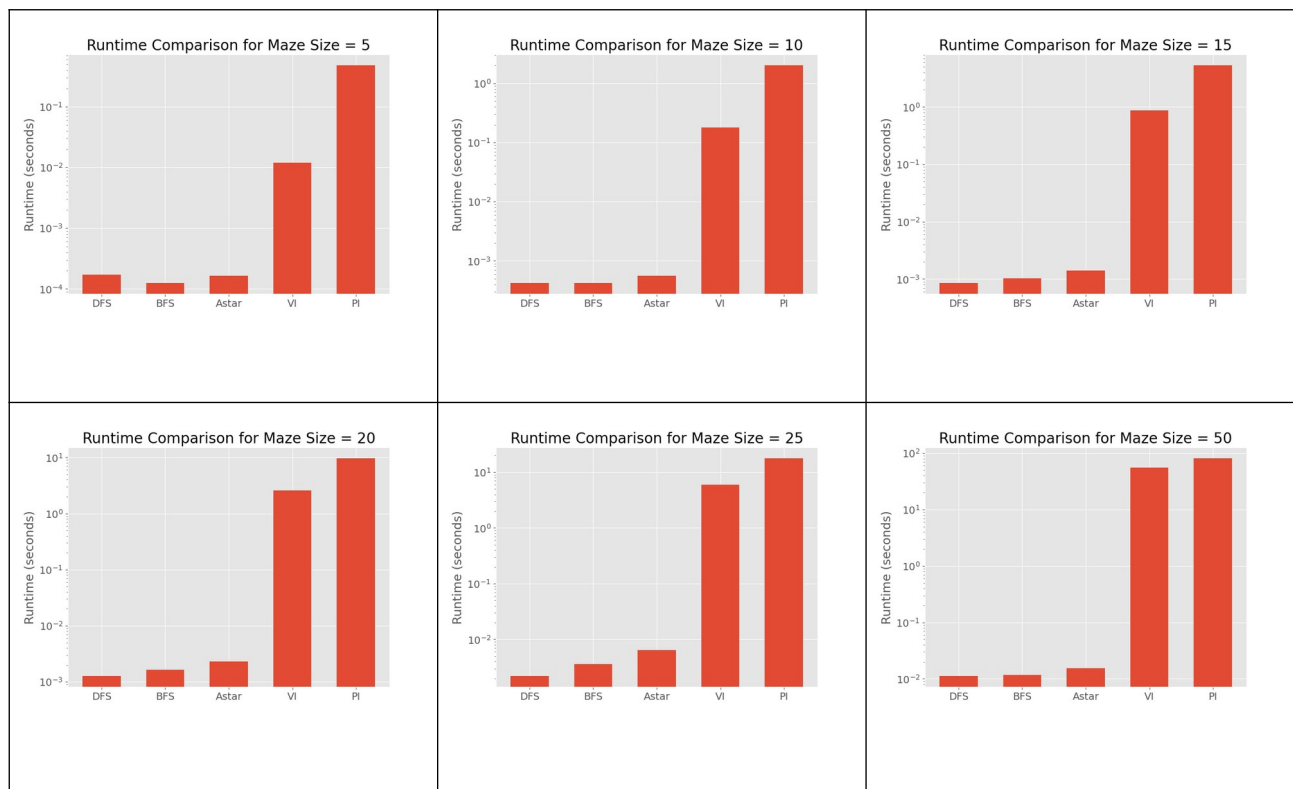 Runtime Comparison for Maze Size = 5
Runtime (seconds)
10⁻¹
10⁻²
10⁻³
10⁻⁴
DFS BFS Astar VI PI
Runtime Comparison for Maze Size = 10
Runtime (seconds)
10⁰
10⁻¹
10⁻²
10⁻³
DFS BFS Astar VI PI
Runtime Comparison for Maze Size = 15
Runtime (seconds)
10⁰
10⁻¹
10⁻²
10⁻³
DFS BFS Astar VI PI
Runtime Comparison for Maze Size = 20
Runtime (seconds)
10¹
10⁰
10⁻¹
10⁻²
10⁻³
DFS BFS Astar VI PI
Runtime Comparison for Maze Size = 25
Runtime (seconds)
10¹
10⁰
10⁻¹
10⁻²
DFS BFS Astar VI PI
Runtime Comparison for Maze Size = 50
Runtime (seconds)
10²
10¹
10⁰
10⁻¹
10⁻²
DFS BFS Astar VI PI